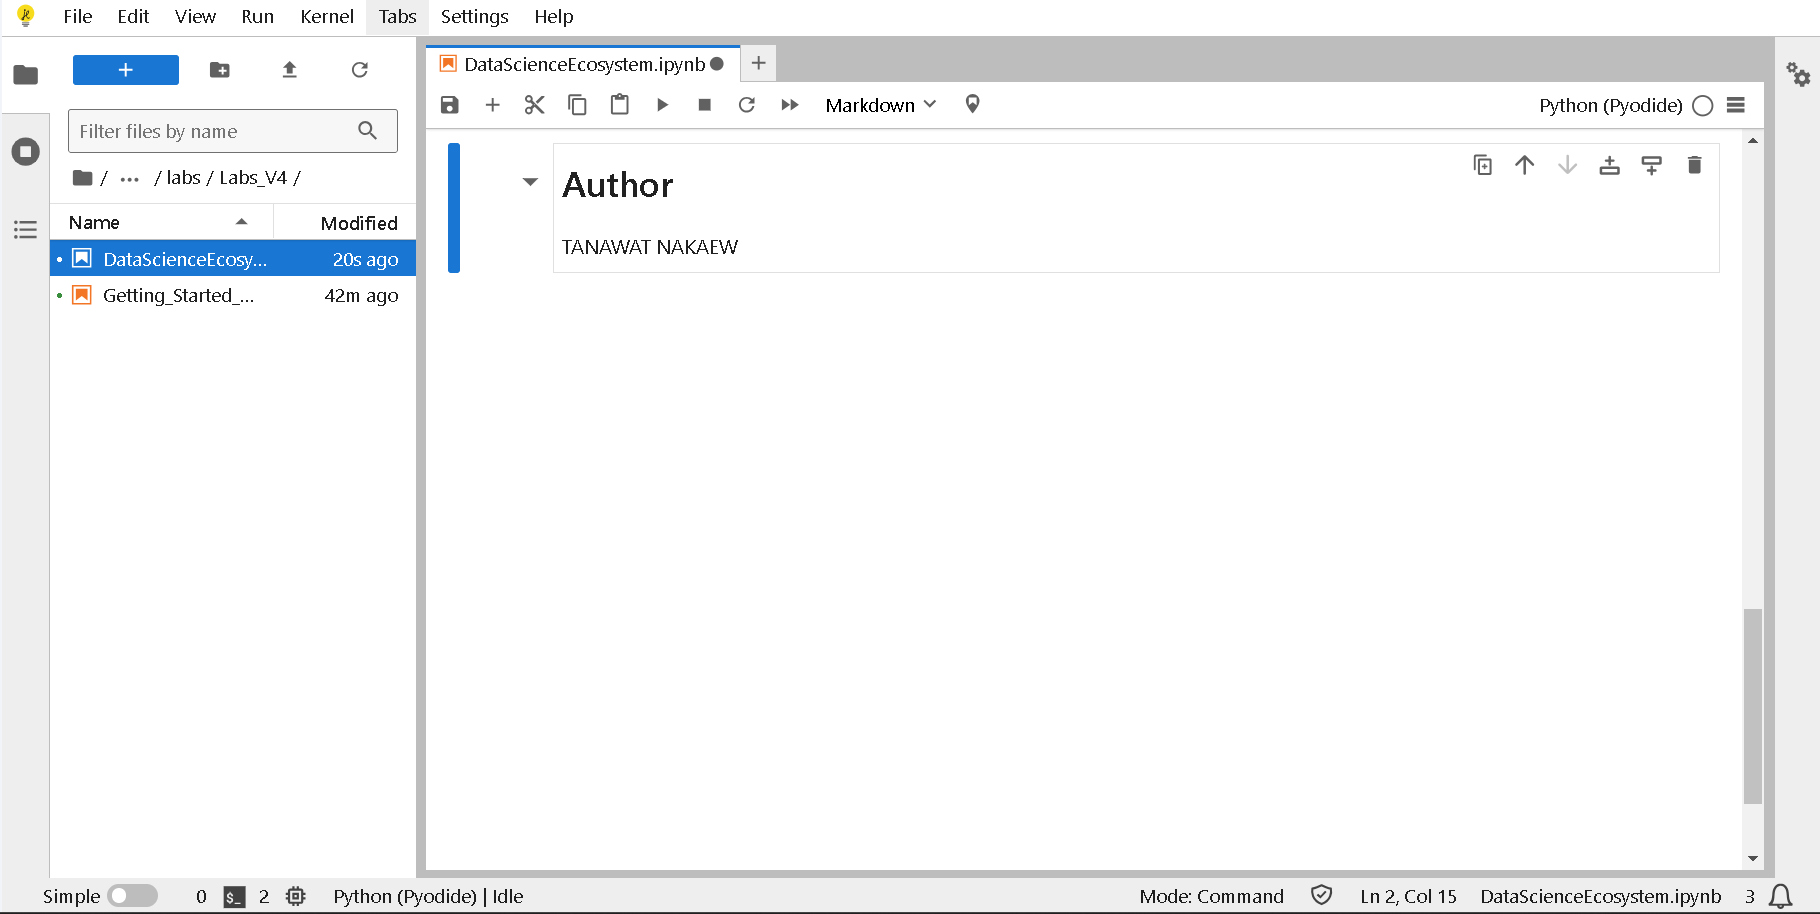 File Edit View Run Kernel Tabs Settings Help
DataScienceEcosystem.ipynb
Markdown
Python (Pyodide)
Filter files by name
/ ... / labs / Labs_V4 /
Name Modified
DataScienceEcosy... 20s ago
Getting_Started_... 42m ago
Author
TANAWAT NAKAEW
Simple 0 $_ 2 Python (Pyodide) | Idle Mode: Command Ln 2, Col 15 DataScienceEcosystem.ipynb 3